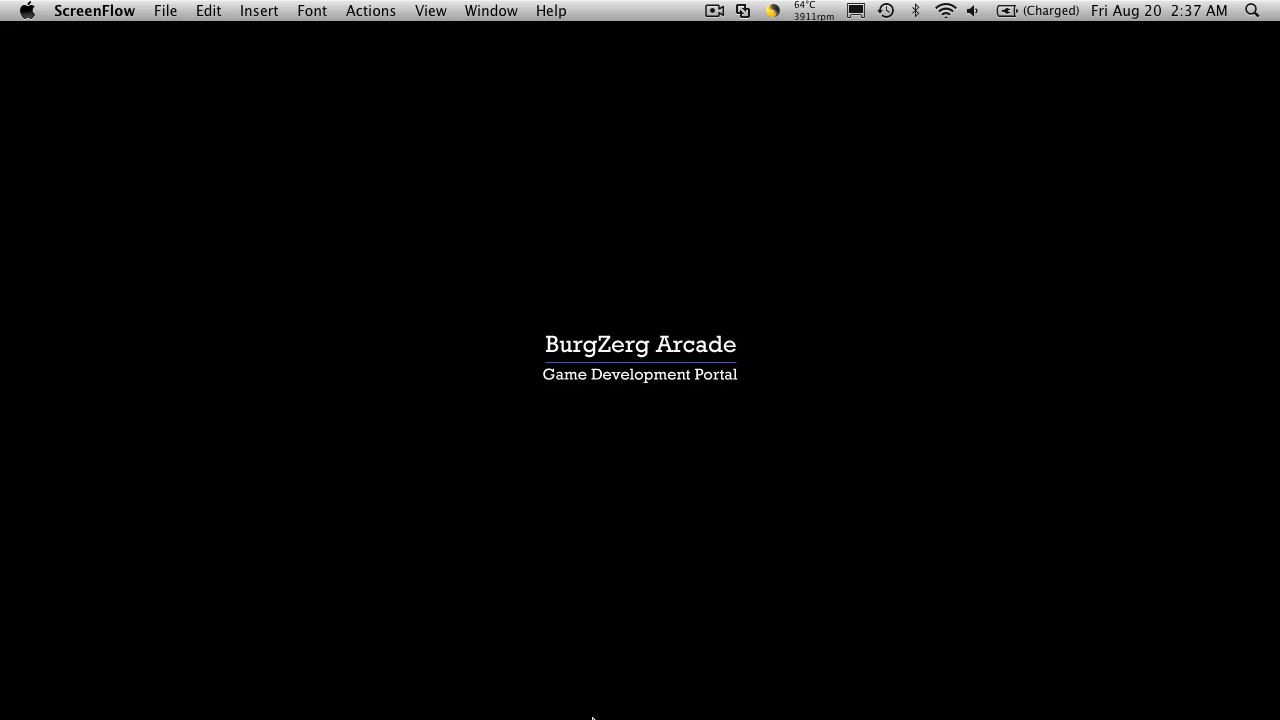 ScreenFlow File Edit Insert Font Actions View Window Help 64°C 3911rpm (Charged) Fri Aug 20 2:37 AM
BurgZerg Arcade
Game Development Portal